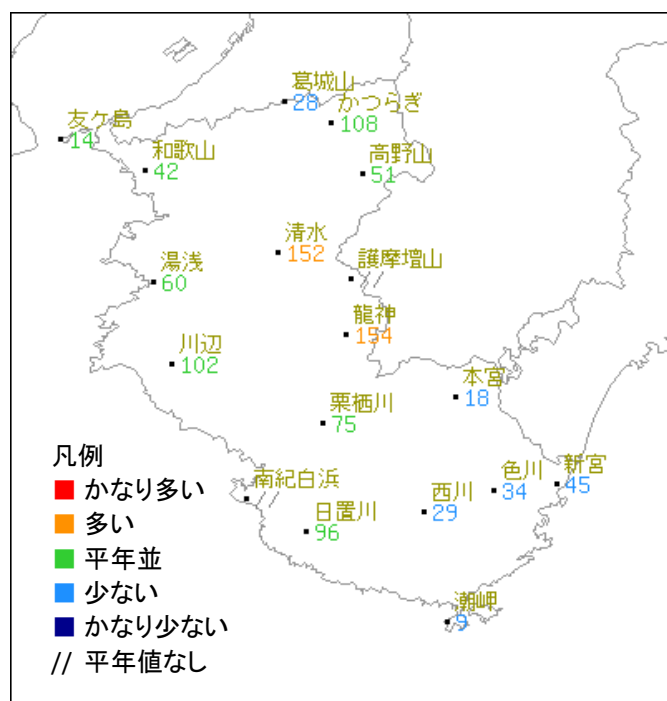 葛城山
28
かつらぎ
108
友ケ島
14
和歌山
42
高野山
51
清水
152
護摩壇山
//
湯浅
60
龍神
154
川辺
102
本宮
18
栗栖川
75
南紀白浜
//
日置川
96
西川
29
色川
34
新宮
45
潮岬
9
凡例
かなり多い
多い
平年並
少ない
かなり少ない
// 平年値なし